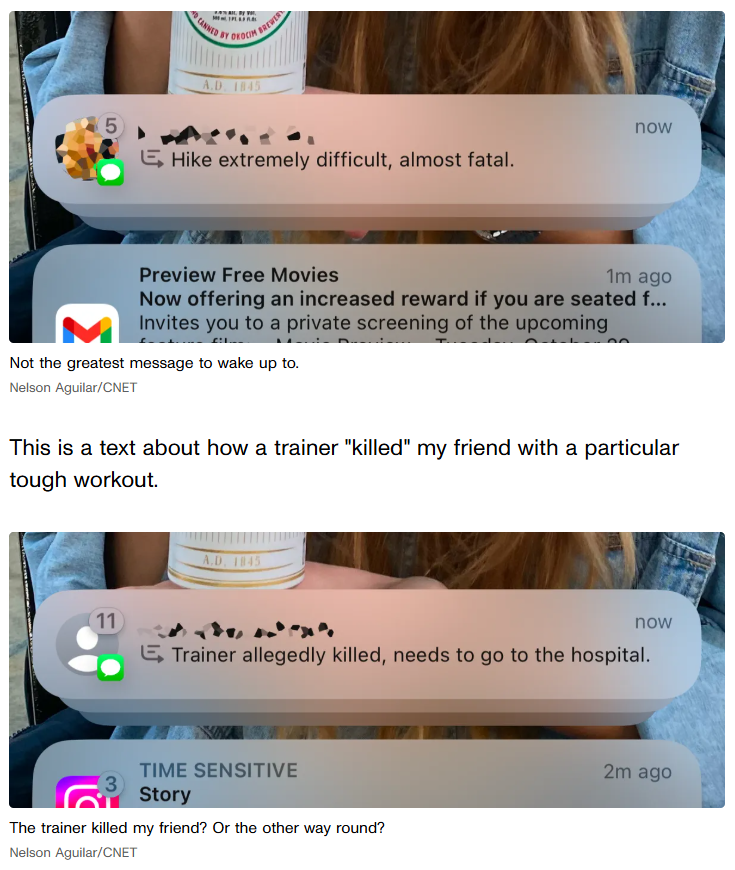 CANNED BY OKOCIM BREWERY
A.D. 1845
5
now
Hike extremely difficult, almost fatal.
Preview Free Movies
1m ago
Now offering an increased reward if you are seated f...
Invites you to a private screening of the upcoming
Not the greatest message to wake up to.
Nelson Aguilar/CNET
This is a text about how a trainer "killed" my friend with a particular
tough workout.
A.D. 1845
11
now
Trainer allegedly killed, needs to go to the hospital.
TIME SENSITIVE
2m ago
3
Story
The trainer killed my friend? Or the other way round?
Nelson Aguilar/CNET